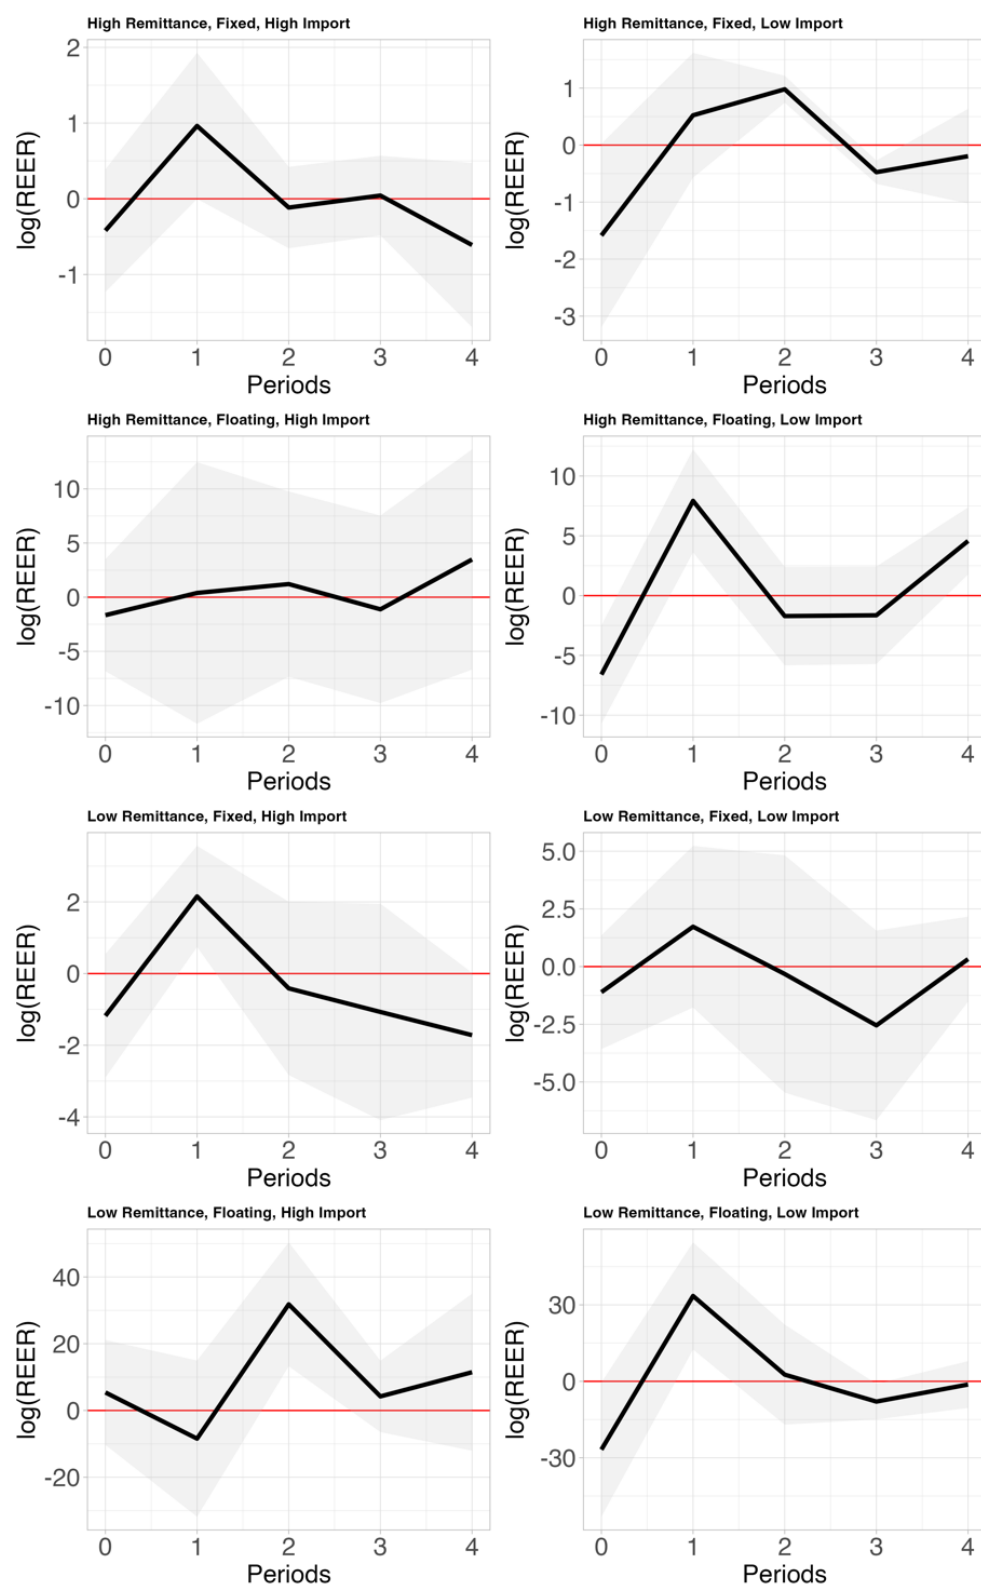 High Remittance, Fixed, High Import
2
1
0
-1
log(REER)
0 1 2 3 4
Periods
High Remittance, Fixed, Low Import
1
0
-1
-2
-3
log(REER)
0 1 2 3 4
Periods
High Remittance, Floating, High Import
10
5
0
-5
-10
log(REER)
0 1 2 3 4
Periods
High Remittance, Floating, Low Import
10
5
0
-5
-10
log(REER)
0 1 2 3 4
Periods
Low Remittance, Fixed, High Import
2
0
-2
-4
log(REER)
0 1 2 3 4
Periods
Low Remittance, Fixed, Low Import
5.0
2.5
0.0
-2.5
-5.0
log(REER)
0 1 2 3 4
Periods
Low Remittance, Floating, High Import
40
20
0
-20
log(REER)
0 1 2 3 4
Periods
Low Remittance, Floating, Low Import
30
0
-30
log(REER)
0 1 2 3 4
Periods